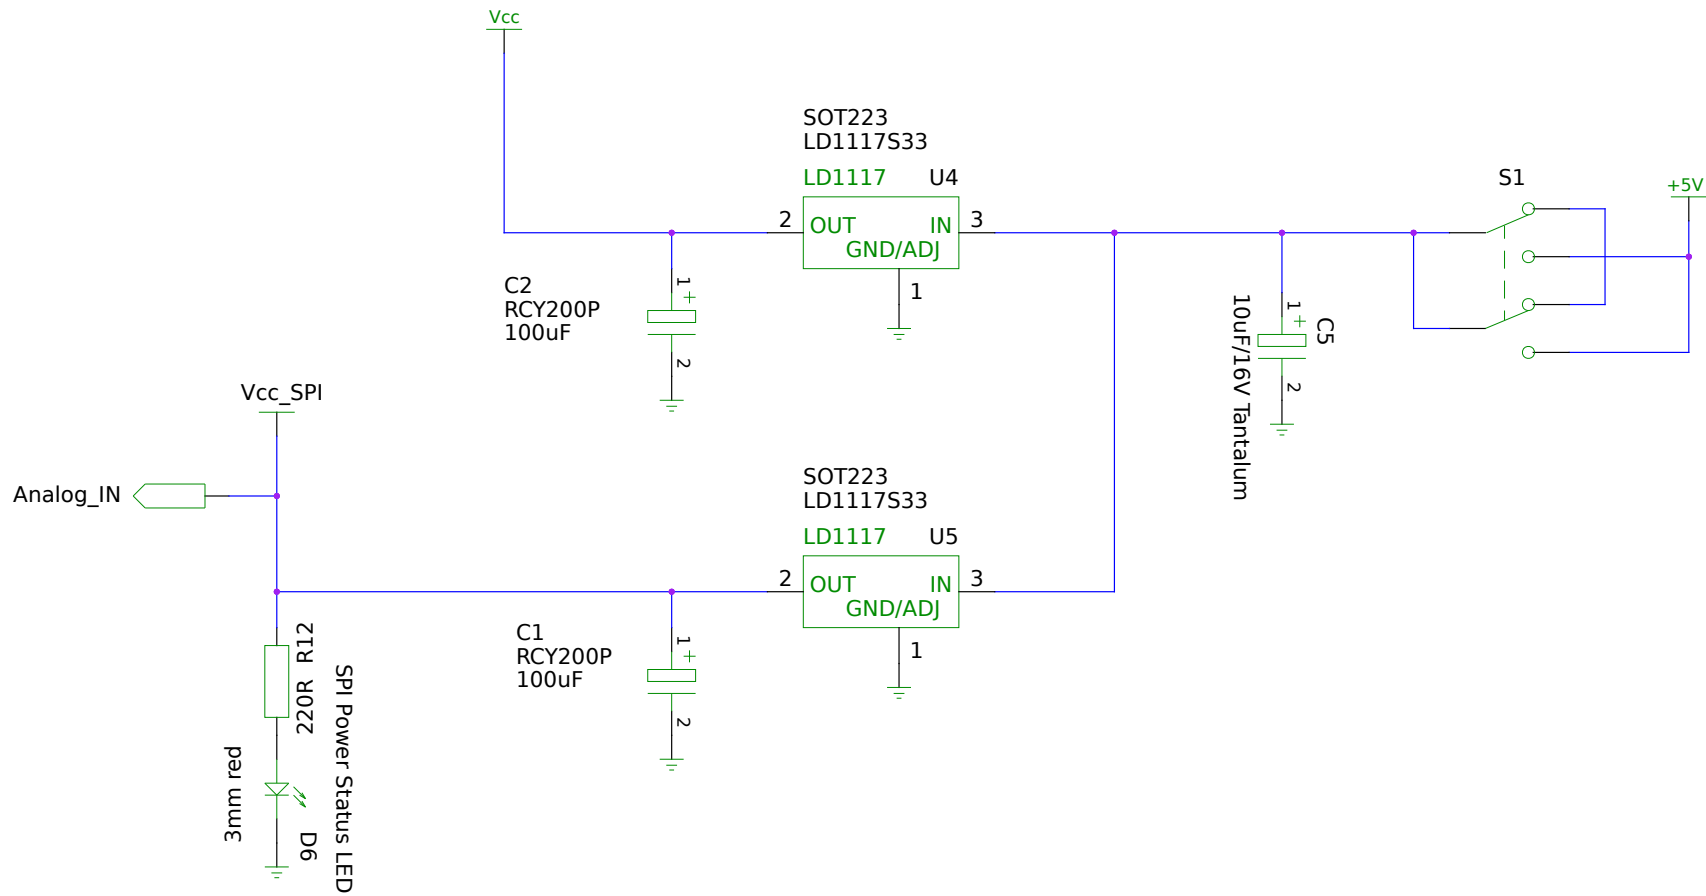 Vcc
SOT223
LD1117S33
LD1117
U4
2
OUT
IN
3
GND/ADJ
1
S1
+5V
C2
RCY200P
100uF
1
+
2
1
+
2
C5
10uF/16V Tantalum
Vcc_SPI
Analog_IN
SOT223
LD1117S33
LD1117
U5
2
OUT
IN
3
GND/ADJ
1
C1
RCY200P
100uF
1
+
2
220R R12
SPI Power Status LED
3mm red
D6